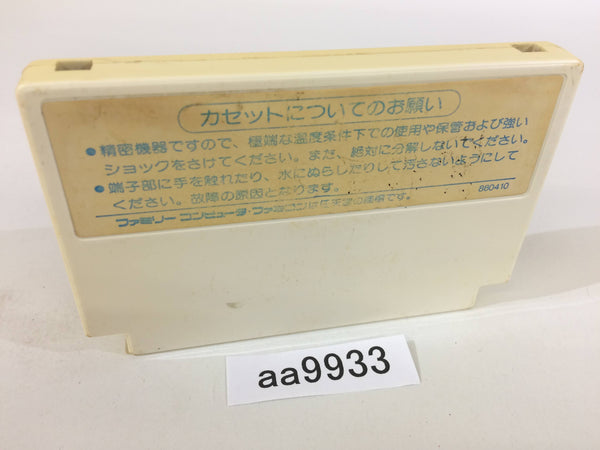 カセットについてのお願い
●精密機器ですので、極端な温度条件下での使用や保管および強い
ショックをさけてください。また、絶対に分解しないでください。
●端子部に手を触れたり、水にぬらしたりして汚さないようにして
ください。故障の原因となります。
860410
ファミリー コンピュータ・ファミコンは任天堂の商標です。
aa9933